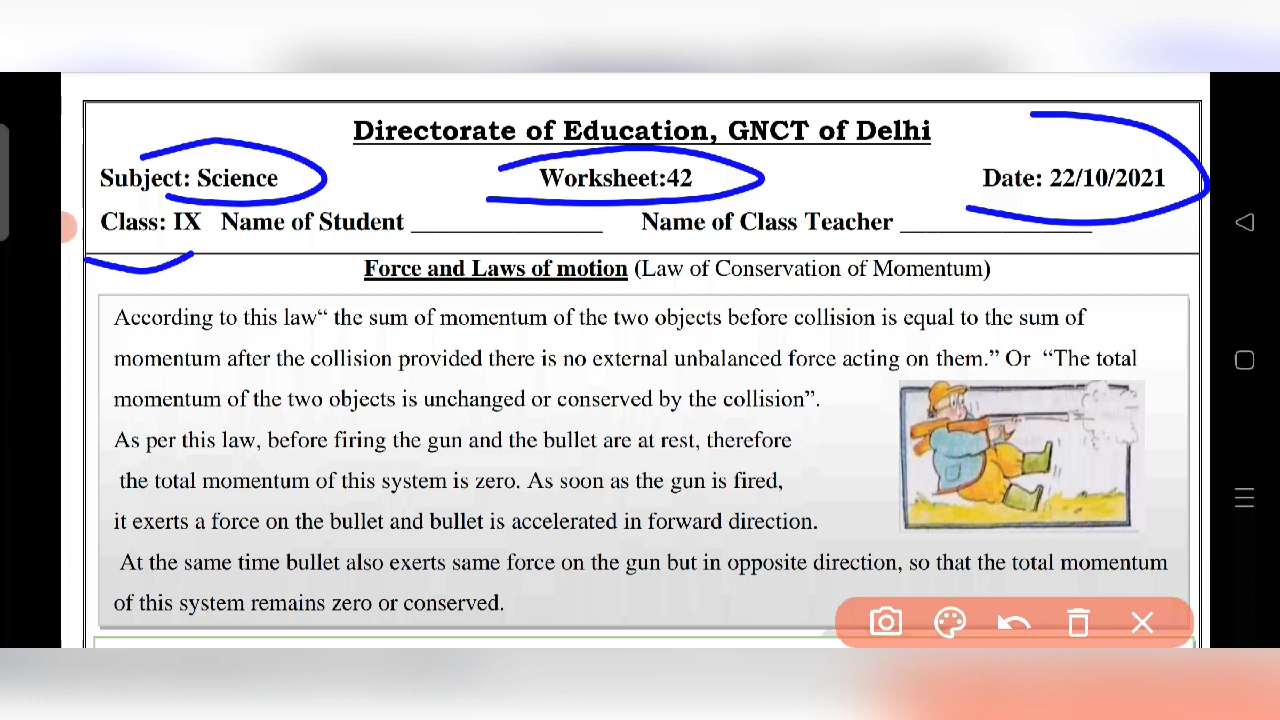 Directorate of Education, GNCT of Delhi
Subject: Science Worksheet:42 Date: 22/10/2021
Class: IX Name of Student _______________ Name of Class Teacher _______________
Force and Laws of motion (Law of Conservation of Momentum)
According to this law“ the sum of momentum of the two objects before collision is equal to the sum of
momentum after the collision provided there is no external unbalanced force acting on them.” Or “The total
momentum of the two objects is unchanged or conserved by the collision”.
As per this law, before firing the gun and the bullet are at rest, therefore
the total momentum of this system is zero. As soon as the gun is fired,
it exerts a force on the bullet and bullet is accelerated in forward direction.
At the same time bullet also exerts same force on the gun but in opposite direction, so that the total momentum
of this system remains zero or conserved.